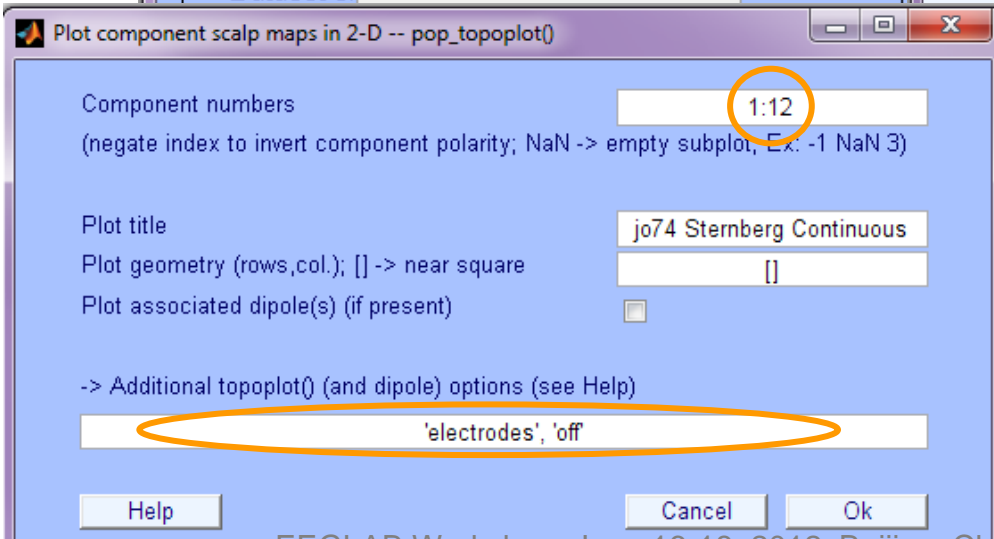 Plot component scalp maps in 2-D -- pop_topoplot()
Component numbers 1:12
(negate index to invert component polarity; NaN -> empty subplot; Ex: -1 NaN 3)
Plot title jo74 Sternberg Continuous
Plot geometry (rows,col.); [] -> near square []
Plot associated dipole(s) (if present)
-> Additional topoplot() (and dipole) options (see Help)
'electrodes', 'off'
Help Cancel Ok